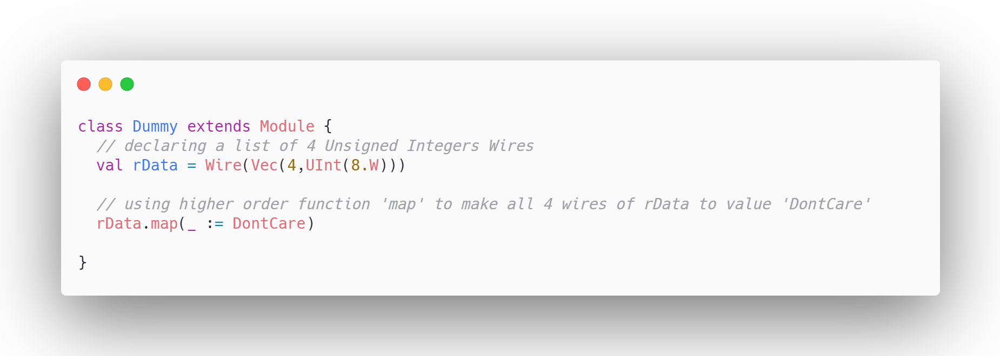 class Dummy extends Module {
// declaring a list of 4 Unsigned Integers Wires
val rData = Wire(Vec(4,UInt(8.W)))
// using higher order function 'map' to make all 4 wires of rData to value 'DontCare'
rData.map(_ := DontCare)
}